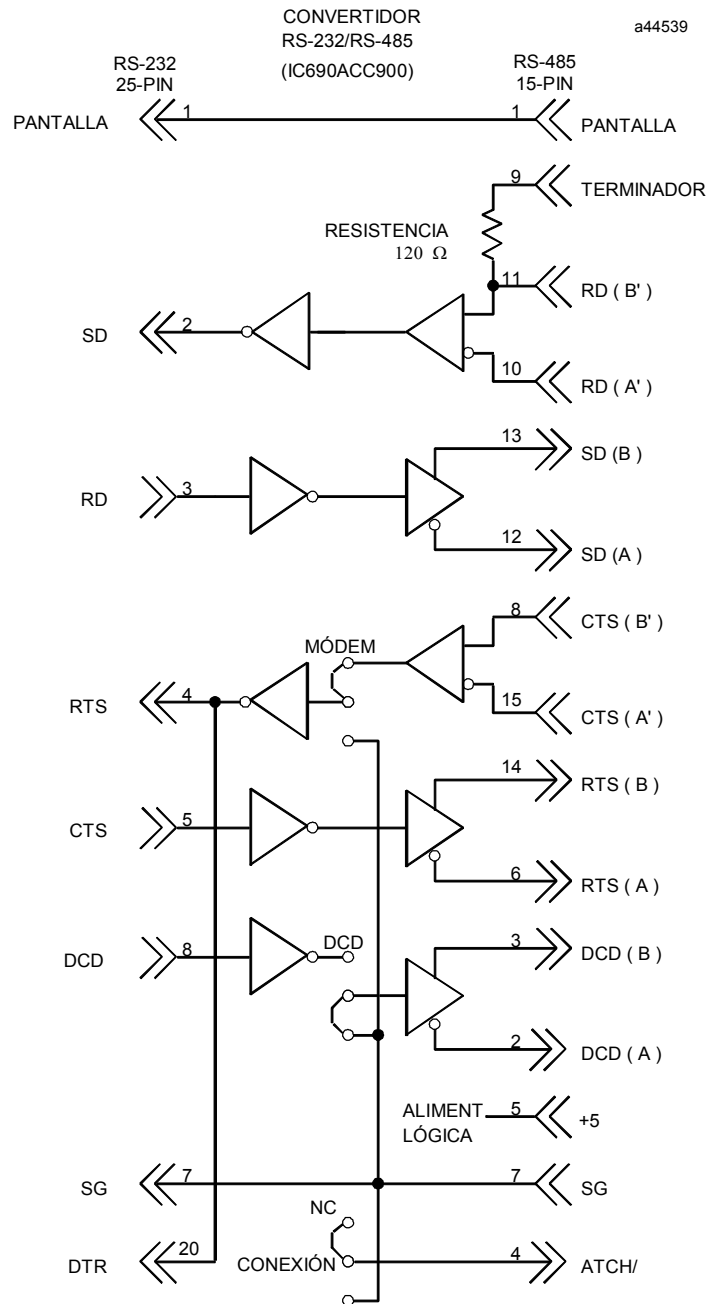 CONVERTIDOR
RS-232/RS-485
(IC690ACC900)
a44539
RS-232
25-PIN
RS-485
15-PIN
PANTALLA 1 1 PANTALLA
9 TERMINADOR
RESISTENCIA
120 Ω
11 RD ( B' )
SD 2
10 RD ( A' )
13 SD (B )
RD 3
12 SD (A )
8 CTS ( B' )
MÓDEM
RTS 4
15 CTS ( A' )
14 RTS ( B )
CTS 5
6 RTS ( A )
DCD 8 DCD
3 DCD ( B )
2 DCD ( A )
ALIMENT
LÓGICA
5 +5
SG 7 7 SG
NC
DTR 20 CONEXIÓN 4 ATCH/